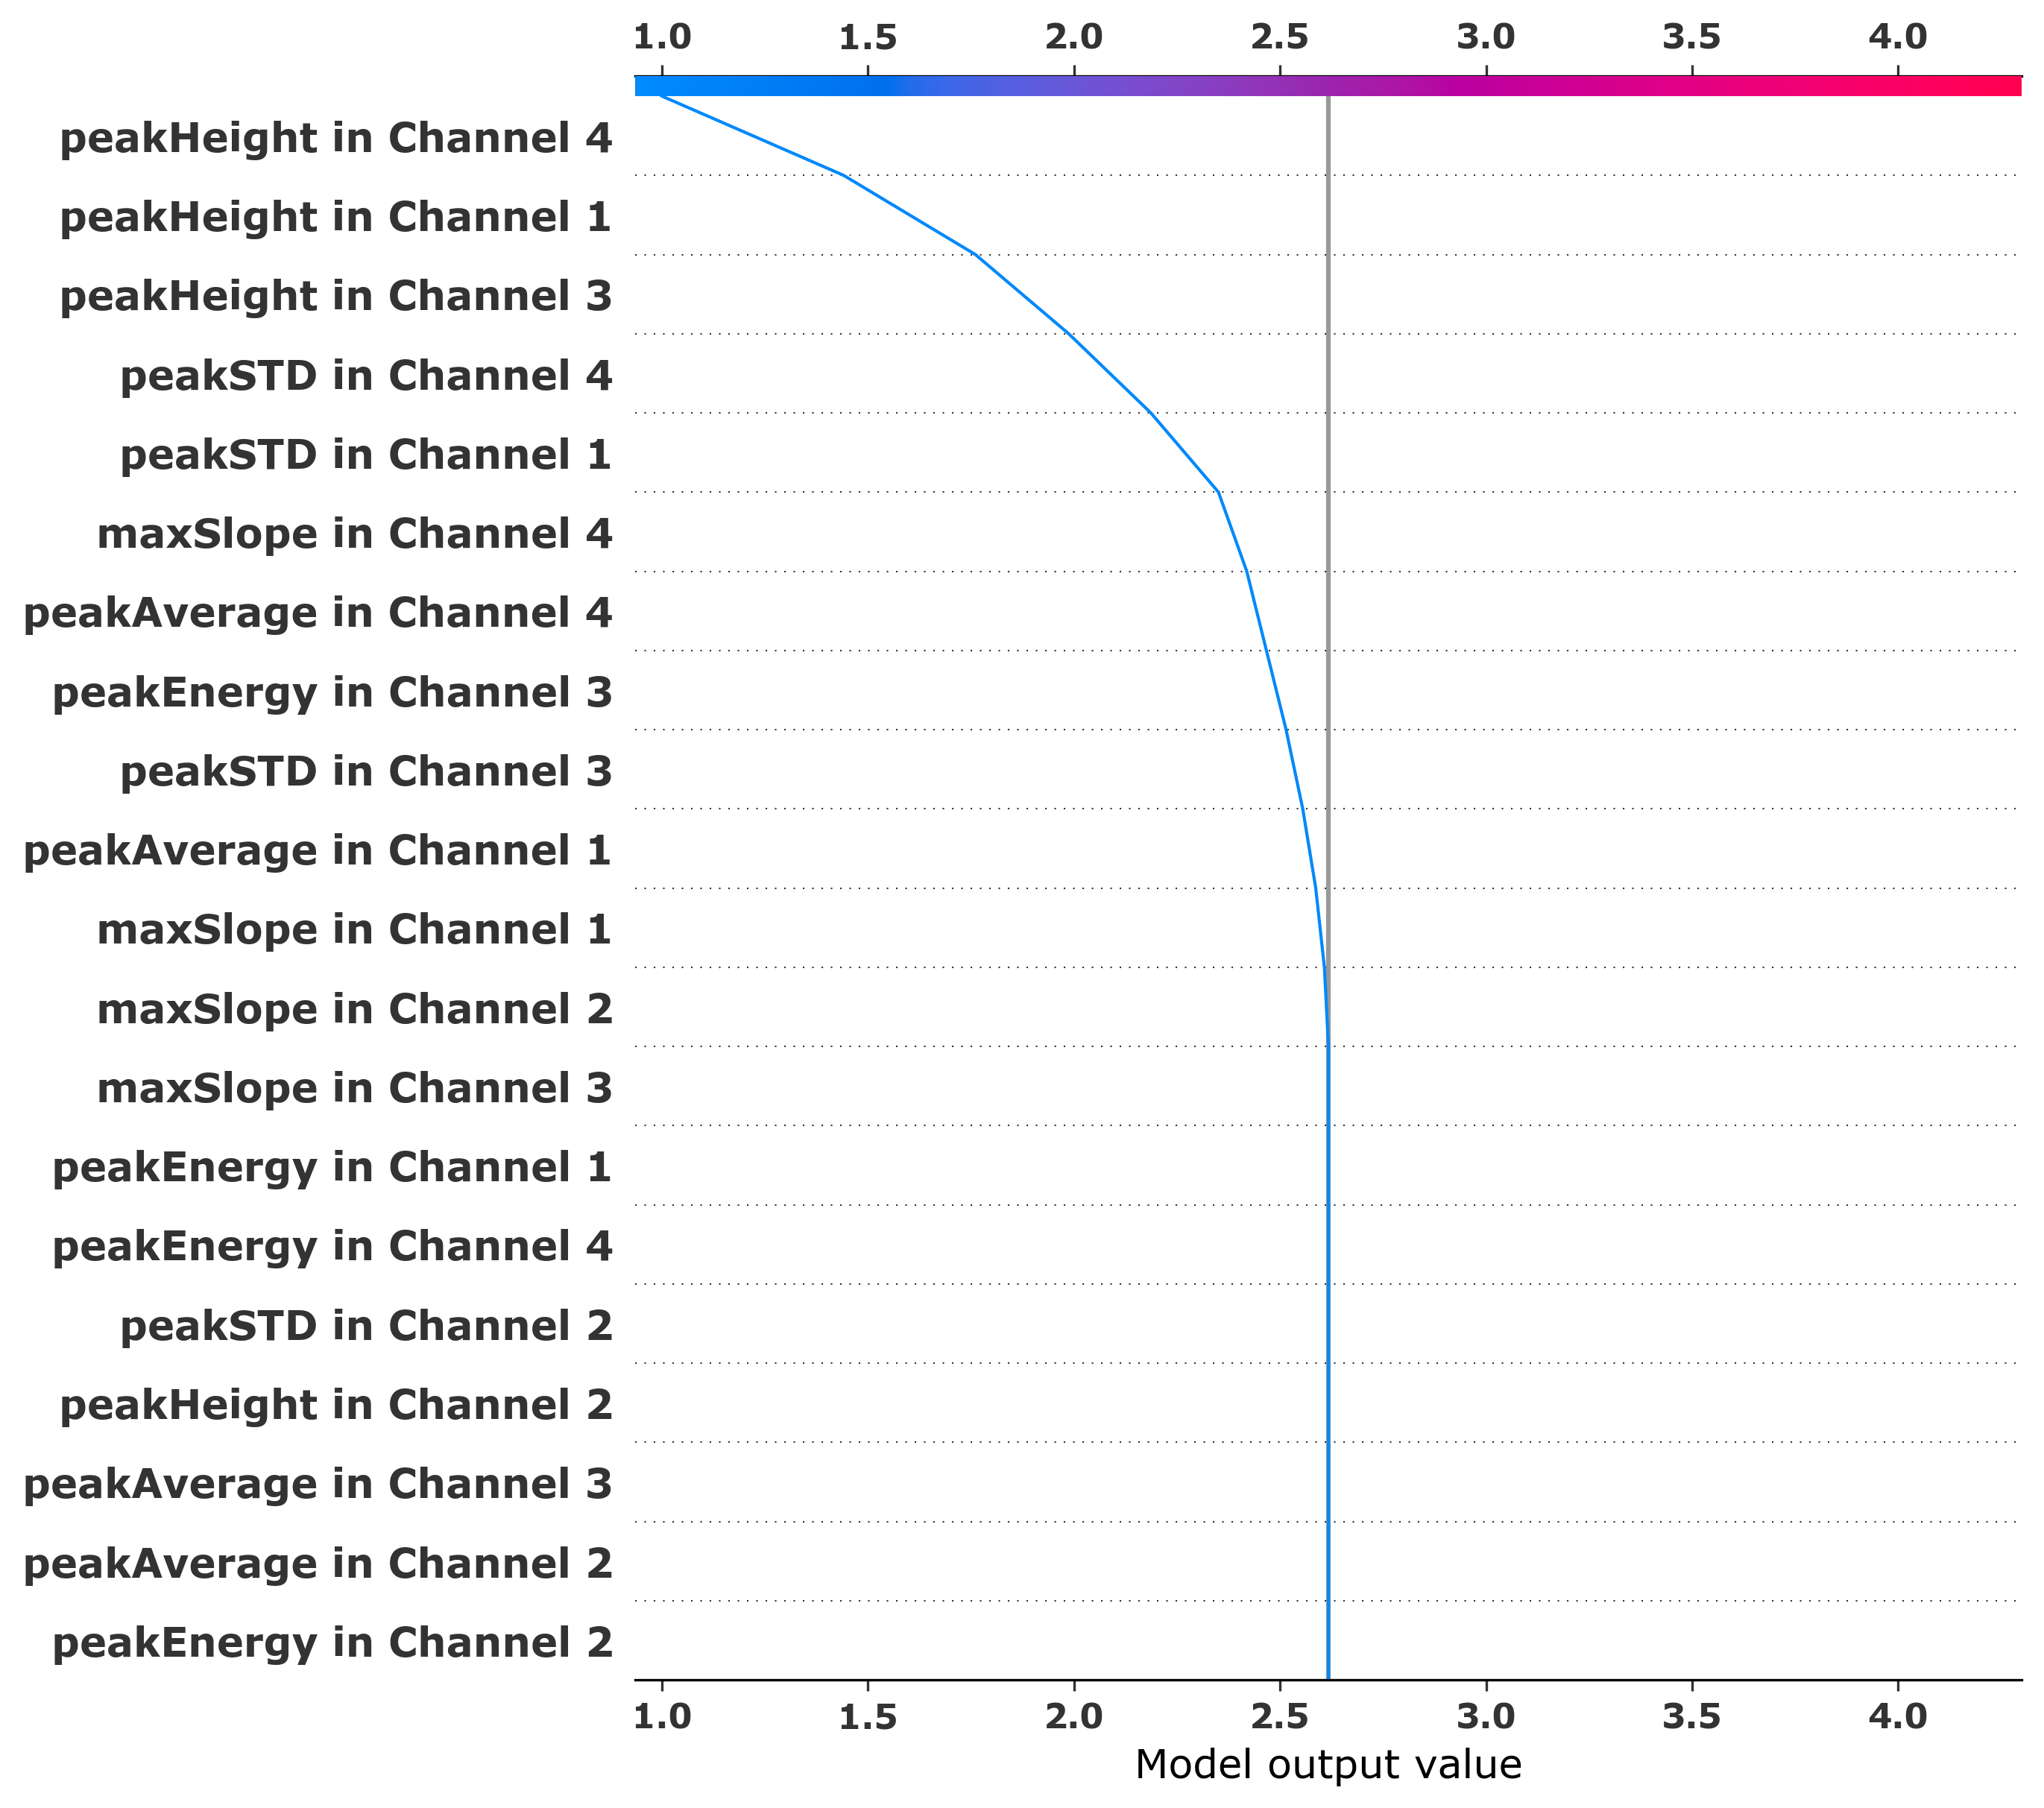 1.0 1.5 2.0 2.5 3.0 3.5 4.0
peakHeight in Channel 4
peakHeight in Channel 1
peakHeight in Channel 3
peakSTD in Channel 4
peakSTD in Channel 1
maxSlope in Channel 4
peakAverage in Channel 4
peakEnergy in Channel 3
peakSTD in Channel 3
peakAverage in Channel 1
maxSlope in Channel 1
maxSlope in Channel 2
maxSlope in Channel 3
peakEnergy in Channel 1
peakEnergy in Channel 4
peakSTD in Channel 2
peakHeight in Channel 2
peakAverage in Channel 3
peakAverage in Channel 2
peakEnergy in Channel 2
1.0 1.5 2.0 2.5 3.0 3.5 4.0
Model output value